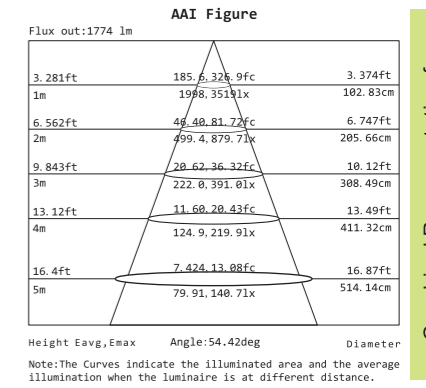 AAI Figure
Flux out:1774 lm
3.281ft 185.6,326.9fc 3.374ft
1m 1998,3519lx 102.83cm
6.562ft 46.40,81.72fc 6.747ft
2m 499.4,879.7lx 205.66cm
9.843ft 20.62,36.32fc 10.12ft
3m 222.0,391.0lx 308.49cm
13.12ft 11.60,20.43fc 13.49ft
4m 124.9,219.9lx 411.32cm
16.4ft 7.424,13.08fc 16.87ft
5m 79.91,140.7lx 514.14cm
Height Eavg,Emax Angle:54.42deg Diameter
Note:The Curves indicate the illuminated area and the average
illumination when the luminaire is at different distance.